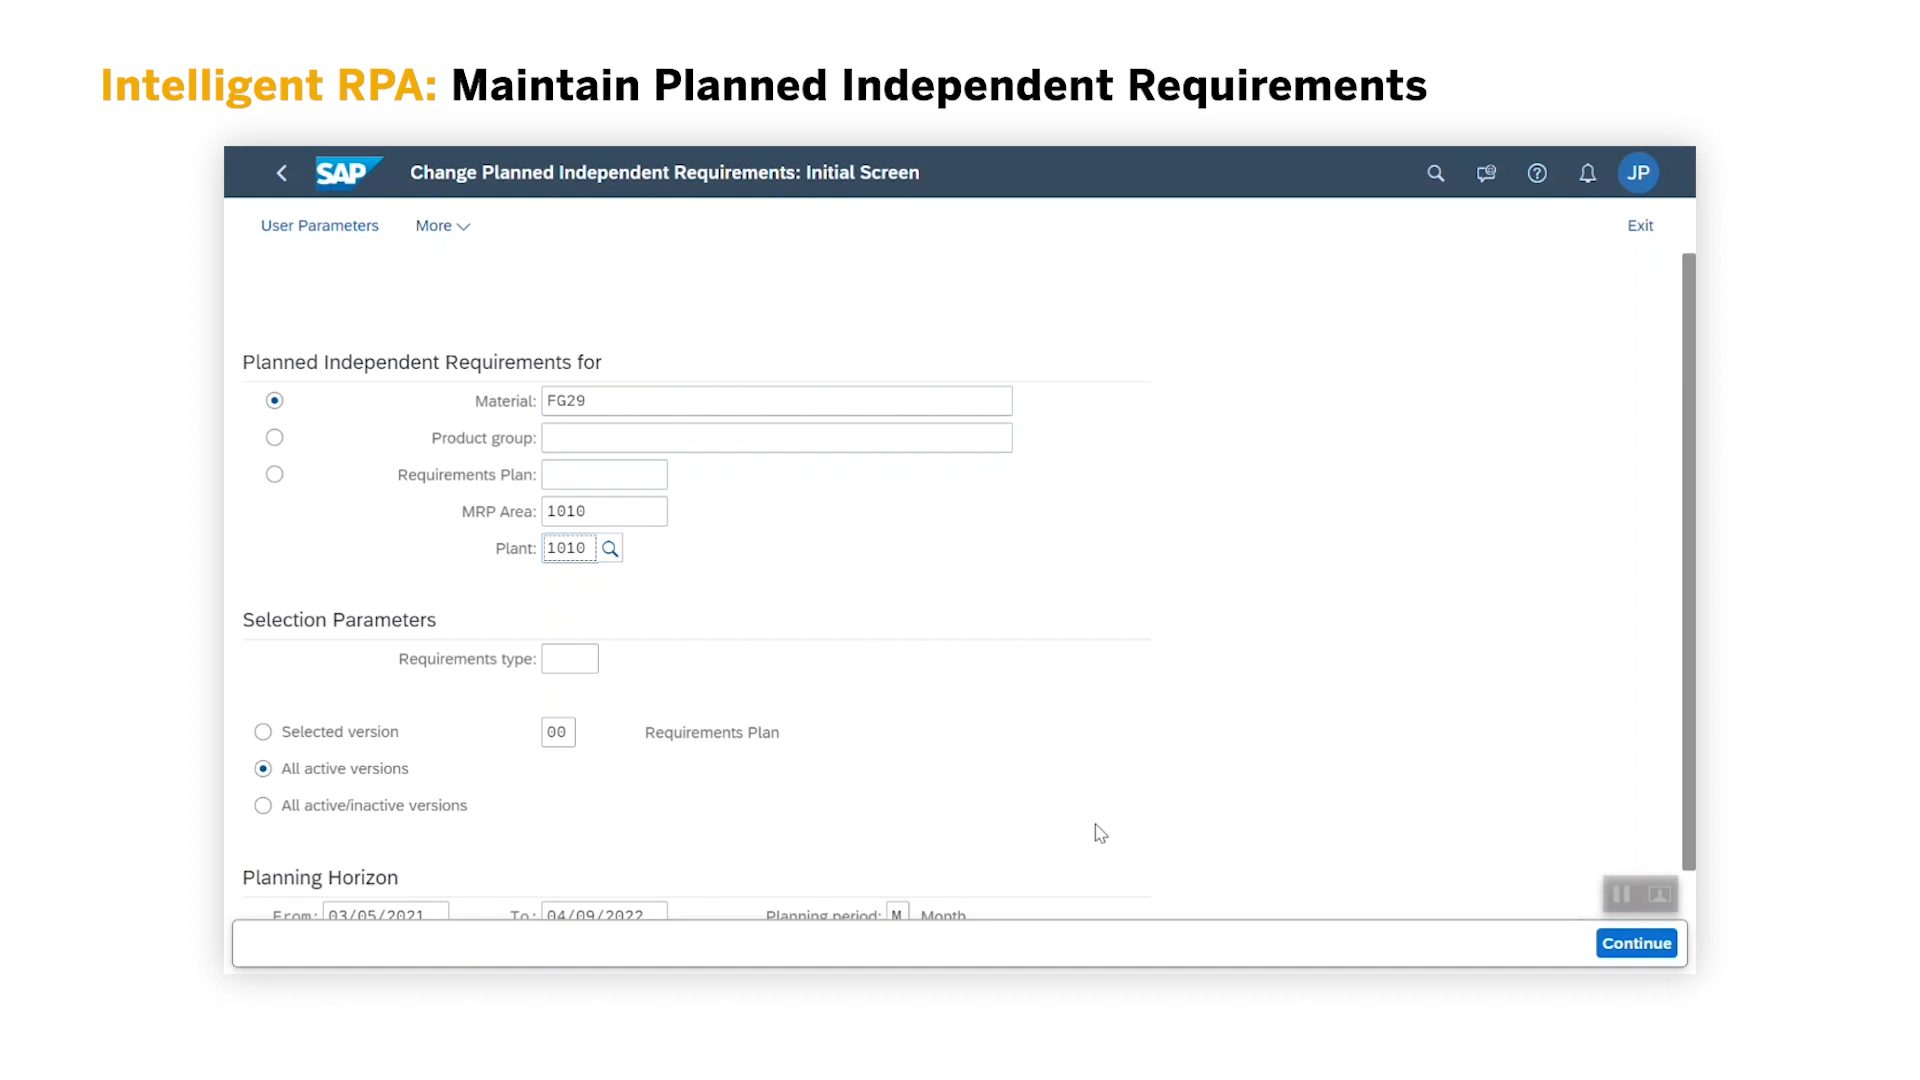 Intelligent RPA: Maintain Planned Independent Requirements
SAP Change Planned Independent Requirements: Initial Screen JP
User Parameters More Exit
Planned Independent Requirements for
Material: FG29
Product group:
Requirements Plan:
MRP Area: 1010
Plant: 1010
Selection Parameters
Requirements type:
Selected version 00 Requirements Plan
All active versions
All active/inactive versions
Planning Horizon
From: 03/05/2021 To: 04/09/2022 Planning period: M Month
Continue